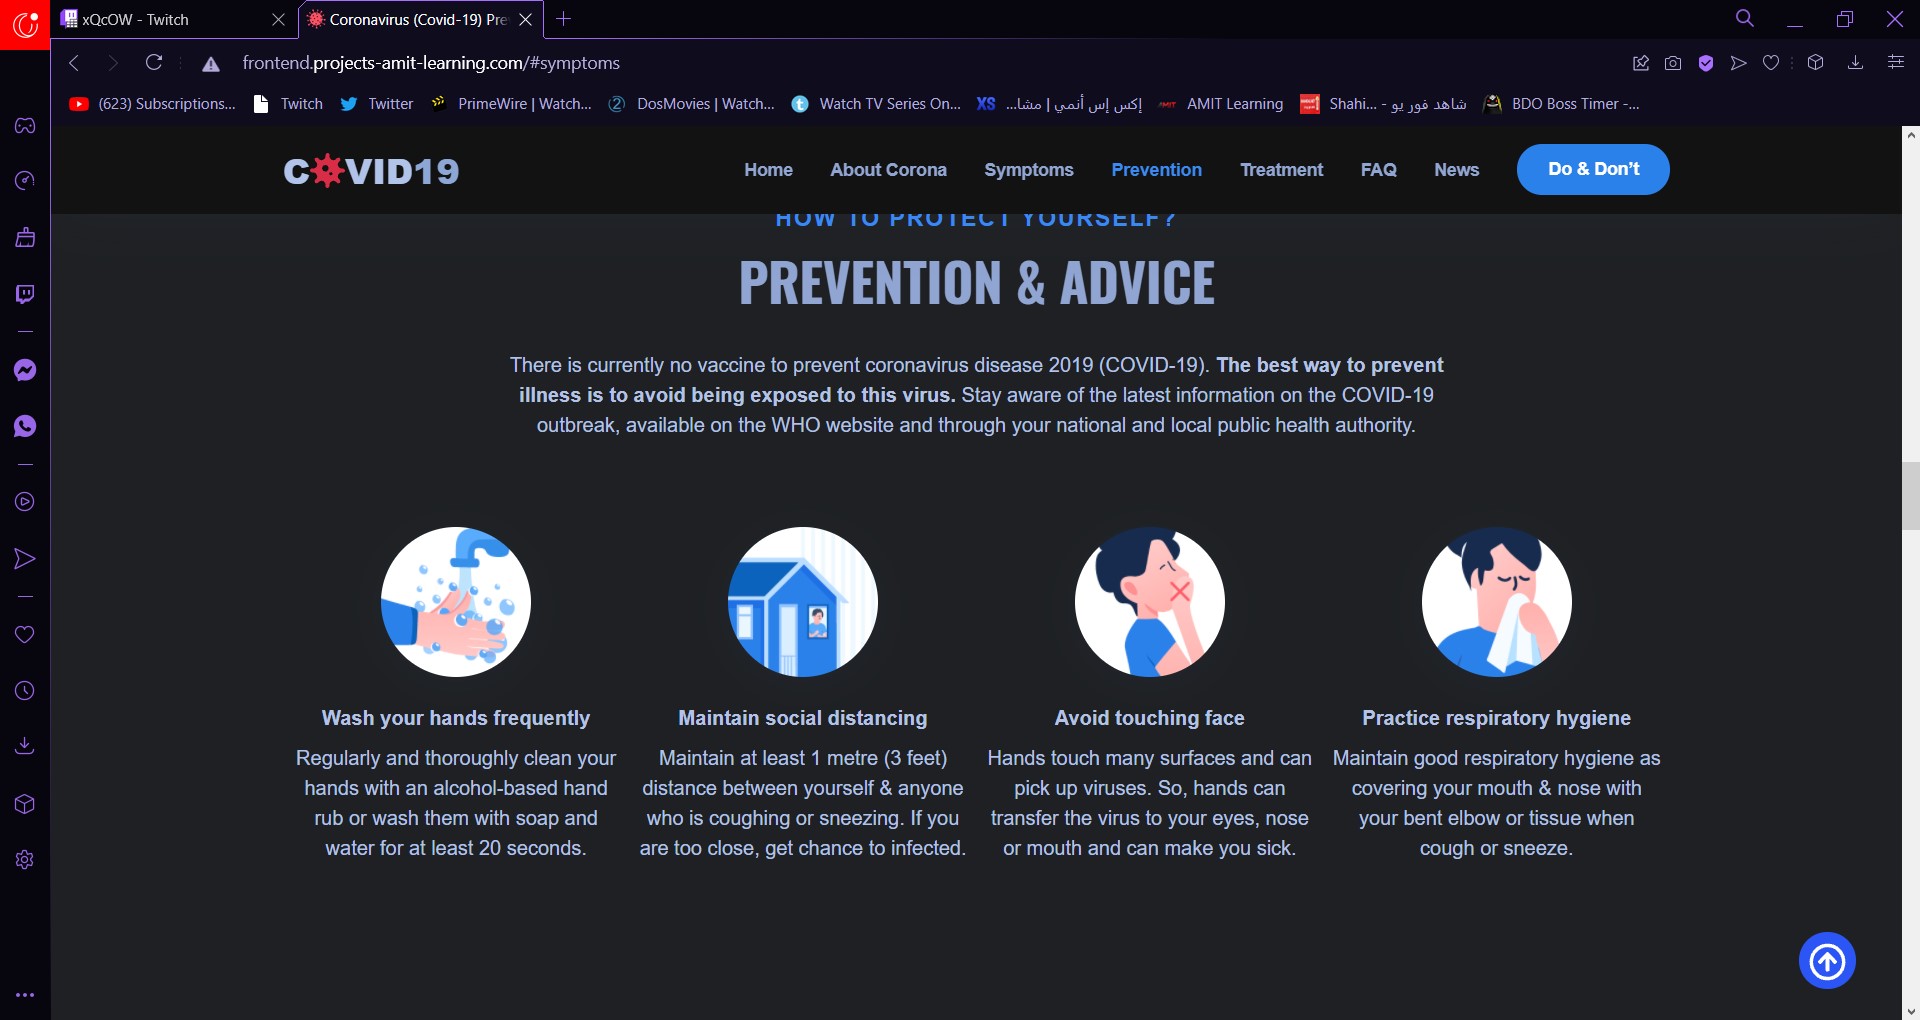 xQcOW - Twitch
Coronavirus (Covid-19) Pre
frontend.projects-amit-learning.com/#symptoms
(623) Subscriptions...
Twitch
Twitter
PrimeWire | Watch...
DosMovies | Watch...
Watch TV Series On...
XS
إكس إس أنمي | مشا...
AMIT
AMIT Learning
Shahi... - شاهد فور يو
BDO Boss Timer -...
COVID19
Home
About Corona
Symptoms
Prevention
Treatment
FAQ
News
Do & Don't
HOW TO PROTECT YOURSELF?
PREVENTION & ADVICE
There is currently no vaccine to prevent coronavirus disease 2019 (COVID-19). The best way to prevent
illness is to avoid being exposed to this virus. Stay aware of the latest information on the COVID-19
outbreak, available on the WHO website and through your national and local public health authority.
Wash your hands frequently
Regularly and thoroughly clean your
hands with an alcohol-based hand
rub or wash them with soap and
water for at least 20 seconds.
Maintain social distancing
Maintain at least 1 metre (3 feet)
distance between yourself & anyone
who is coughing or sneezing. If you
are too close, get chance to infected.
Avoid touching face
Hands touch many surfaces and can
pick up viruses. So, hands can
transfer the virus to your eyes, nose
or mouth and can make you sick.
Practice respiratory hygiene
Maintain good respiratory hygiene as
covering your mouth & nose with
your bent elbow or tissue when
cough or sneeze.